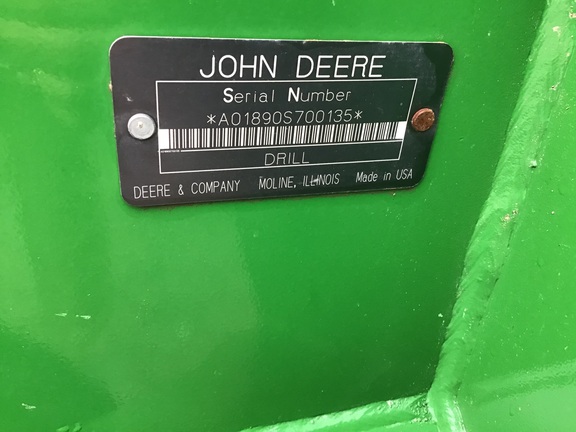 JOHN DEERE
Serial Number
*A01890S700135*
DRILL
DEERE & COMPANY MOLINE, ILLINOIS Made in USA